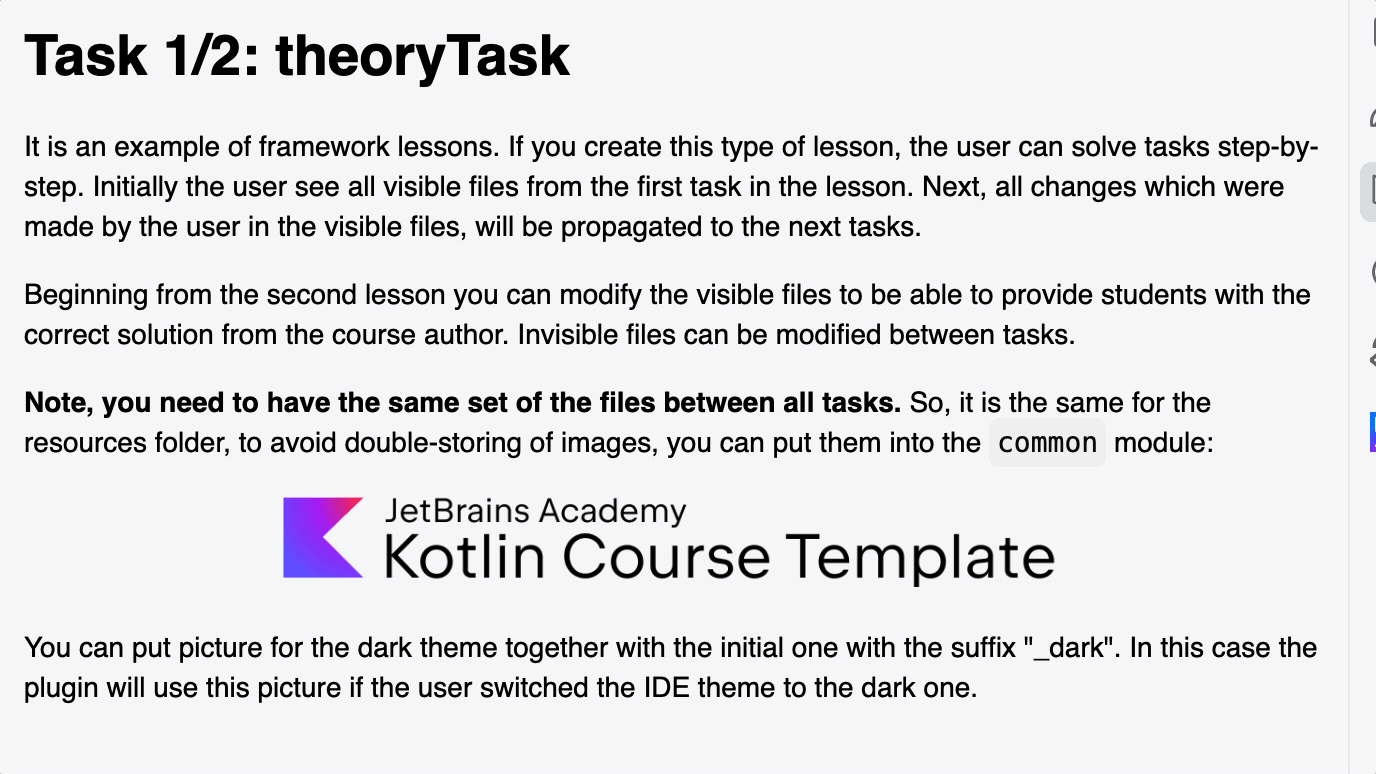 Task 1/2: theoryTask
It is an example of framework lessons. If you create this type of lesson, the user can solve tasks step-by-
step. Initially the user see all visible files from the first task in the lesson. Next, all changes which were
made by the user in the visible files, will be propagated to the next tasks.
Beginning from the second lesson you can modify the visible files to be able to provide students with the
correct solution from the course author. Invisible files can be modified between tasks.
Note, you need to have the same set of the files between all tasks. So, it is the same for the
resources folder, to avoid double-storing of images, you can put them into the common module:
JetBrains Academy
Kotlin Course Template
You can put picture for the dark theme together with the initial one with the suffix "_dark". In this case the
plugin will use this picture if the user switched the IDE theme to the dark one.